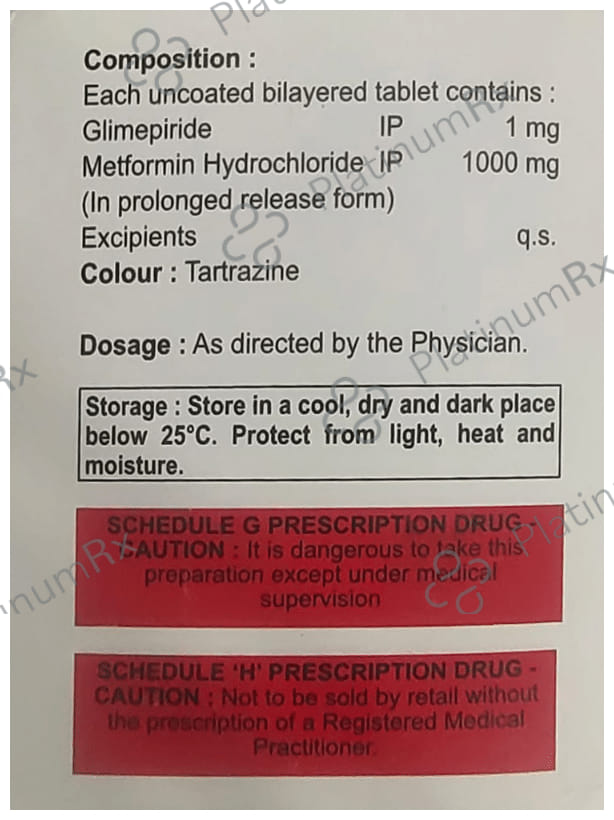 Composition :
Each uncoated bilayered tablet contains :
Glimepiride IP 1 mg
Metformin Hydrochloride IP 1000 mg
(In prolonged release form)
Excipients q.s.
Colour : Tartrazine
Dosage : As directed by the Physician.
Storage : Store in a cool, dry and dark place
below 25°C. Protect from light, heat and
moisture.
SCHEDULE G PRESCRIPTION DRUG -
CAUTION : It is dangerous to take this
preparation except under medical
supervision
SCHEDULE 'H' PRESCRIPTION DRUG -
CAUTION : Not to be sold by retail without
the prescription of a Registered Medical
Practitioner.
PlatinumRx
PlatinumRx
PlatinumRx